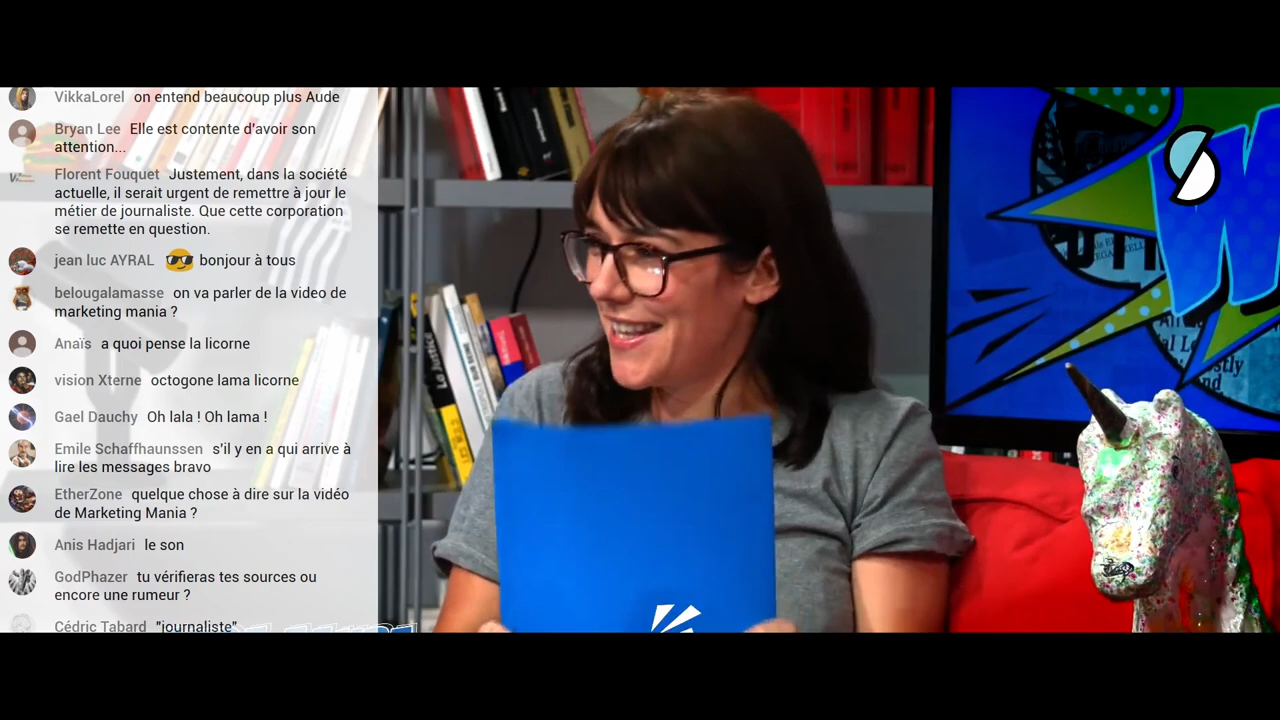 VikkaLorel on entend beaucoup plus Aude
Bryan Lee Elle est contente d'avoir son
attention...
Florent Fouquet Justement, dans la société
actuelle, il serait urgent de remettre à jour le
métier de journaliste. Que cette corporation
se remette en question.
jean luc AYRAL 😎 bonjour à tous
belougalamasse on va parler de la video de
marketing mania ?
Anaïs a quoi pense la licorne
vision Xterne octogone lama licorne
Gael Dauchy Oh lala ! Oh lama !
Emile Schaffhaunssen s'il y en a qui arrive à
lire les messages bravo
EtherZone quelque chose à dire sur la vidéo
de Marketing Mania ?
Anis Hadjari le son
GodPhazer tu vérifieras tes sources ou
encore une rumeur ?
Cédric Tabard "journaliste"
La Justice
S